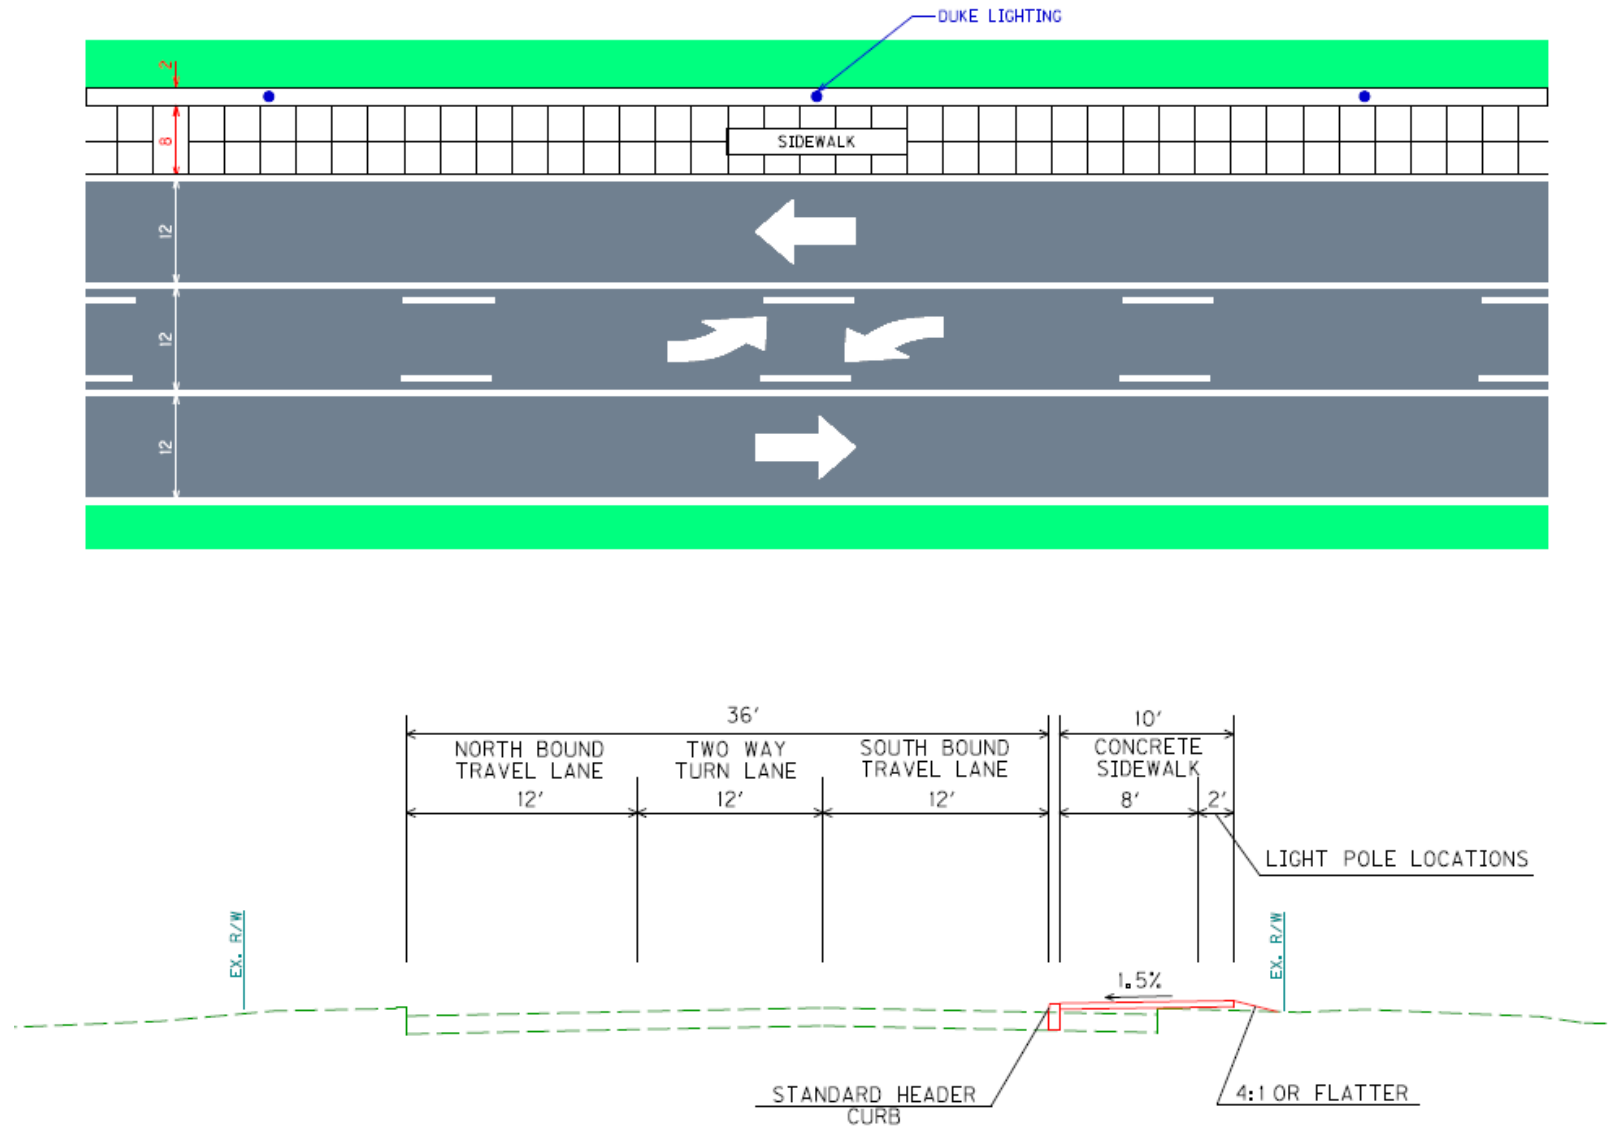 DUKE LIGHTING
2
8
SIDEWALK
12
12
12
36'
10'
NORTH BOUND
TRAVEL LANE
TWO WAY
TURN LANE
SOUTH BOUND
TRAVEL LANE
CONCRETE
SIDEWALK
12'
12'
12'
8'
2'
LIGHT POLE LOCATIONS
EX. R/W
EX. R/W
1.5%
STANDARD HEADER
CURB
4:1 OR FLATTER